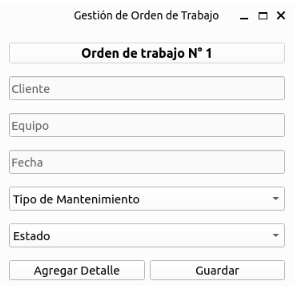 Gestión de Orden de Trabajo
Orden de trabajo N° 1
Cliente
Equipo
Fecha
Tipo de Mantenimiento
Estado
Agregar Detalle Guardar